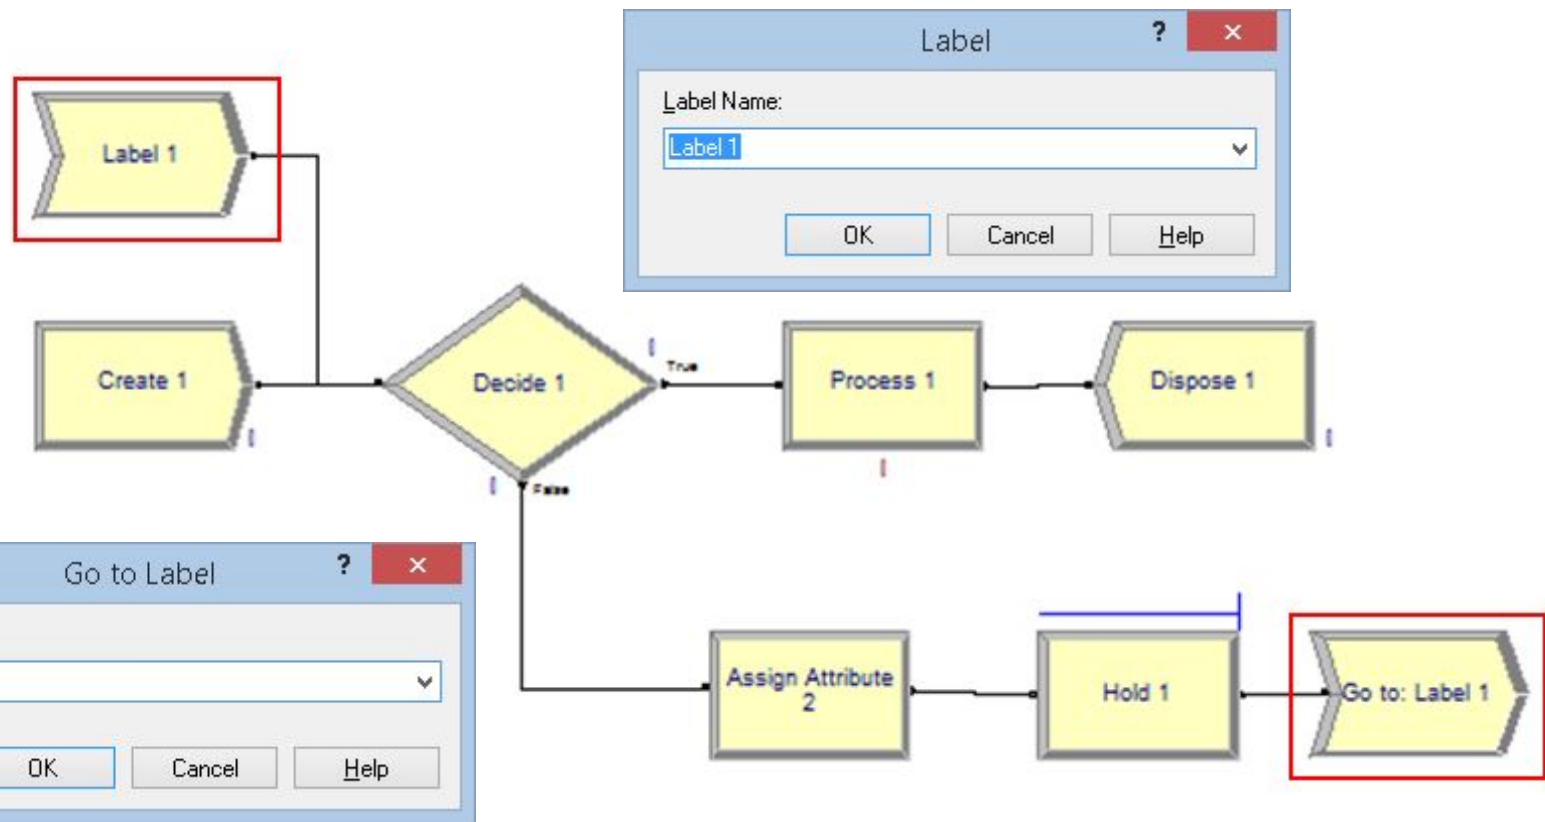 Label
?
Label Name:
Label 1
Label 1
OK
Cancel
Help
Create 1
Decide 1
True
Process 1
Dispose 1
False
Go to Label
?
OK
Cancel
Help
Assign Attribute
2
Hold 1
Go to: Label 1